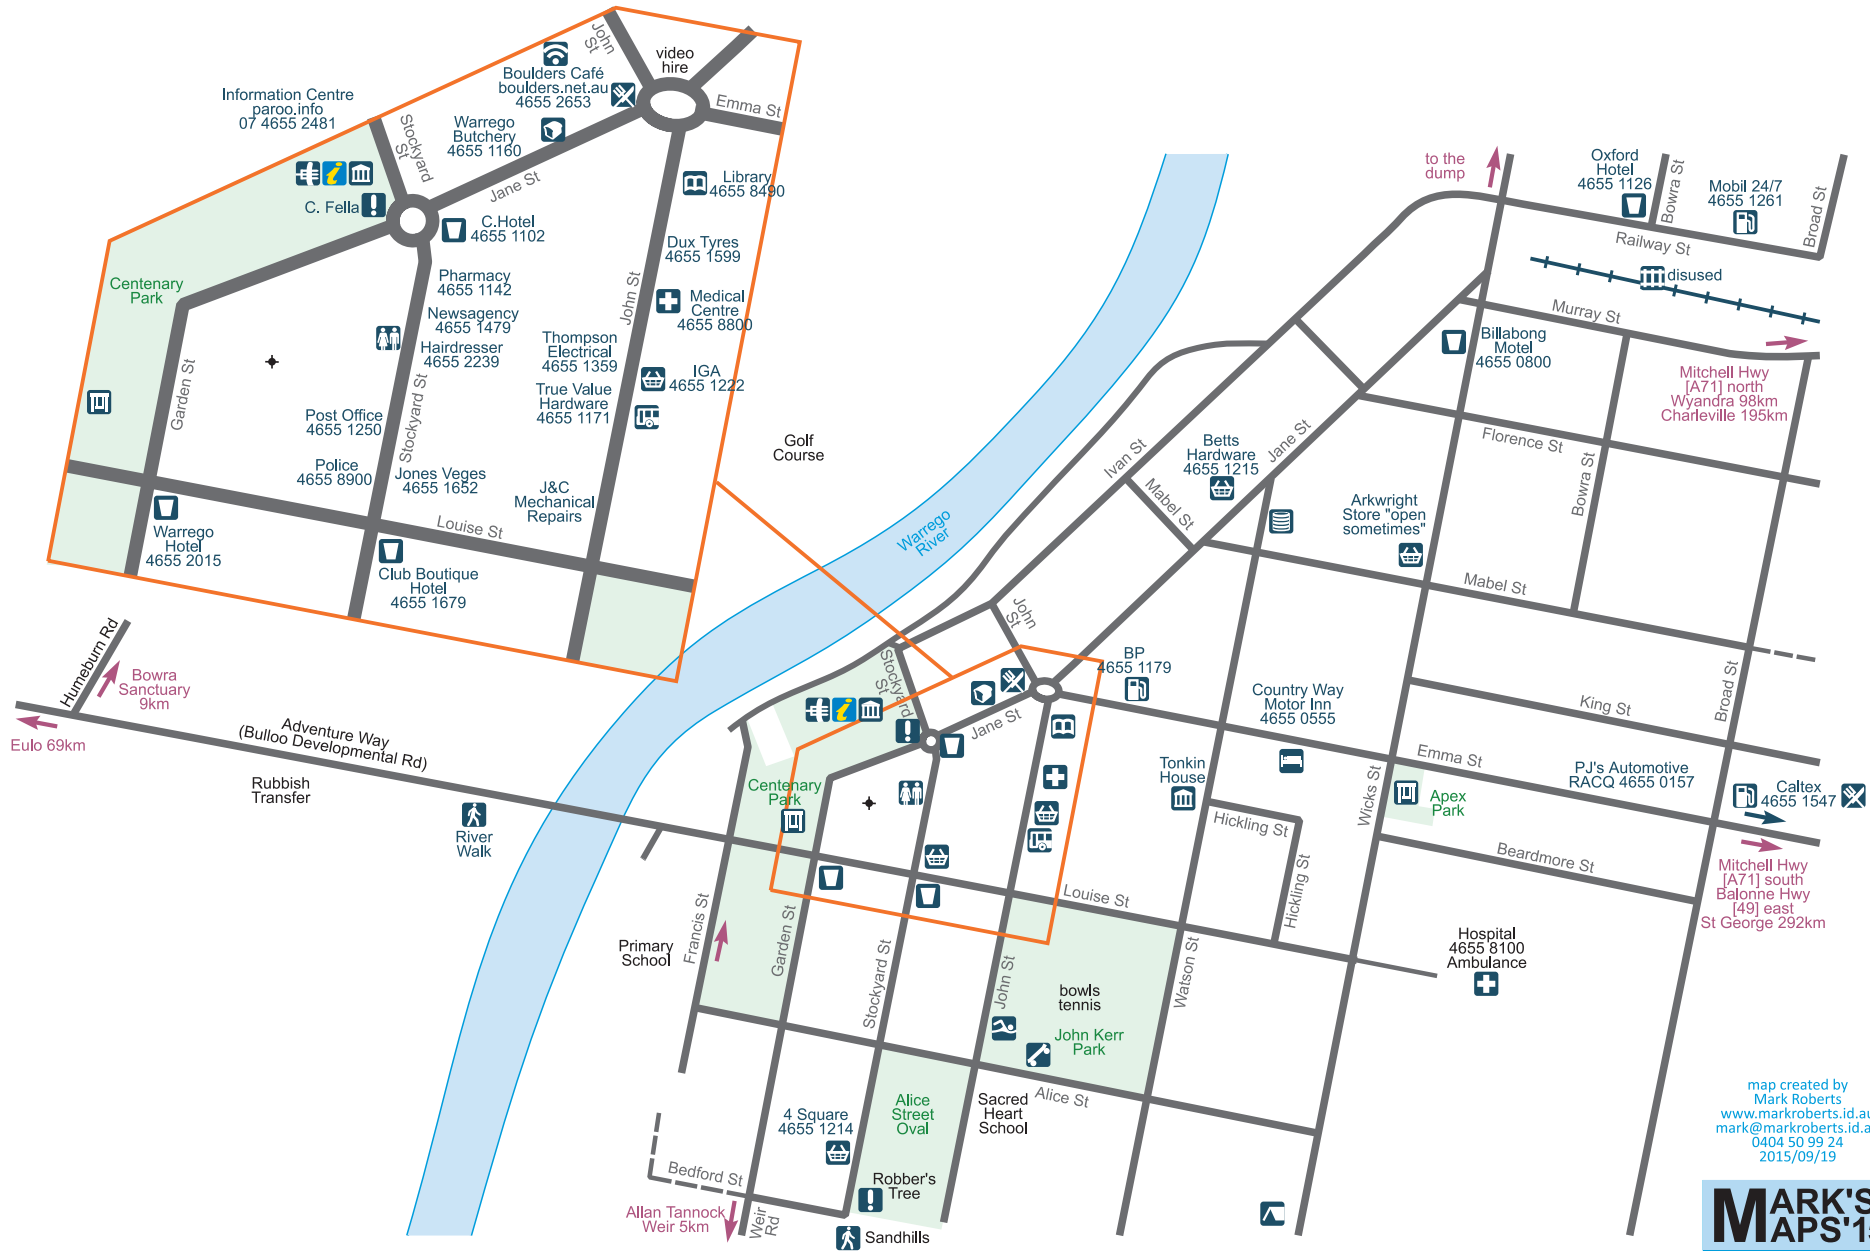 John
St
video
hire
Boulders Café
boulders.net.au
4655 2653
Information Centre
paroo.info
07 4655 2481
Emma St
Stockyard
St
Warrego
Butchery
4655 1160
Jane St
Library
4655 8490
C. Fella
C.Hotel
4655 1102
Dux Tyres
4655 1599
Centenary
Park
Pharmacy
4655 1142
John St
Medical
Centre
4655 8800
Newsagency
4655 1479
Hairdresser
4655 2239
Thompson
Electrical
4655 1359
IGA
4655 1222
True Value
Hardware
4655 1171
Garden St
Stockyard St
Post Office
4655 1250
Police
4655 8900
Jones Veges
4655 1652
J&C
Mechanical
Repairs
Louise St
Warrego
Hotel
4655 2015
Club Boutique
Hotel
4655 1679
Golf
Course
Warrego
River
to the
dump
Oxford
Hotel
4655 1126
Bowra St
Mobil 24/7
4655 1261
Broad St
Railway St
disused
Murray St
Billabong
Motel
4655 0800
Mitchell Hwy
[A71] north
Wyandra 98km
Charleville 195km
Ivan St
Betts
Hardware
4655 1215
Jane St
Florence St
Bowra St
Mabel St
Arkwright
Store "open
sometimes"
Mabel St
Humeburn Rd
Bowra
Sanctuary
9km
Eulo 69km
Adventure Way
(Bulloo Developmental Rd)
Rubbish
Transfer
River
Walk
John
St
Stockyard
St
BP
4655 1179
Jane St
Country Way
Motor Inn
4655 0555
King St
Broad St
Emma St
Centenary
Park
Tonkin
House
Wicks St
Apex
Park
PJ's Automotive
RACQ 4655 0157
Caltex
4655 1547
Hickling St
Hickling St
Beardmore St
Mitchell Hwy
[A71] south
Balonne Hwy
[49] east
St George 292km
Louise St
Primary
School
Francis St
Garden St
Stockyard St
John St
Watson St
Hospital
4655 8100
Ambulance
bowls
tennis
John Kerr
Park
Alice St
Alice
Street
Oval
Sacred
Heart
School
4 Square
4655 1214
Bedford St
Robber's
Tree
Allan Tannock
Weir 5km
Weir
Rd
Sandhills
map created by
Mark Roberts
www.markroberts.id.au
mark@markroberts.id.a
0404 50 99 24
2015/09/19
MARK'S
MAPS'1